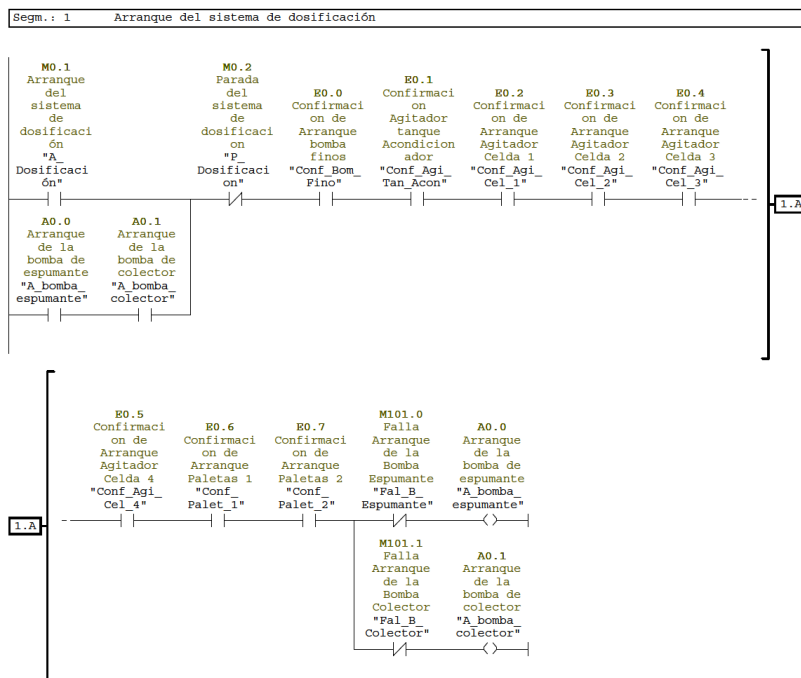 Segm.: 1 Arranque del sistema de dosificación
M0.1
Arranque
del
sistema
de
dosificaci
ón
"A_
Dosificaci
ón"
M0.2
Parada
del
sistema
de
dosificaci
on
"P_
Dosificaci
on"
E0.0
Confirmaci
on de
Arranque
bomba
finos
"Conf_Bom_
Fino"
E0.1
Confirmaci
on
Agitador
tanque
Acondicion
ador
"Conf_Agi_
Tan_Acon"
E0.2
Confirmaci
on de
Arranque
Agitador
Celda 1
"Conf_Agi_
Cel_1"
E0.3
Confirmaci
on de
Arranque
Agitador
Celda 2
"Conf_Agi_
Cel_2"
E0.4
Confirmaci
on de
Arranque
Agitador
Celda 3
"Conf_Agi_
Cel_3"
1.A
A0.0
Arranque
de la
bomba de
espumante
"A_bomba_
espumante"
A0.1
Arranque
de la
bomba de
colector
"A_bomba_
colector"
1.A
E0.5
Confirmaci
on de
Arranque
Agitador
Celda 4
"Conf_Agi_
Cel_4"
E0.6
Confirmaci
on de
Arranque
Paletas 1
"Conf_
Palet_1"
E0.7
Confirmaci
on de
Arranque
Paletas 2
"Conf_
Palet_2"
M101.0
Falla
Arranque
de la
Bomba
Espumante
"Fal_B_
Espumante"
A0.0
Arranque
de la
bomba de
espumante
"A_bomba_
espumante"
M101.1
Falla
Arranque
de la
Bomba
Colector
"Fal_B_
Colector"
A0.1
Arranque
de la
bomba de
colector
"A_bomba_
colector"